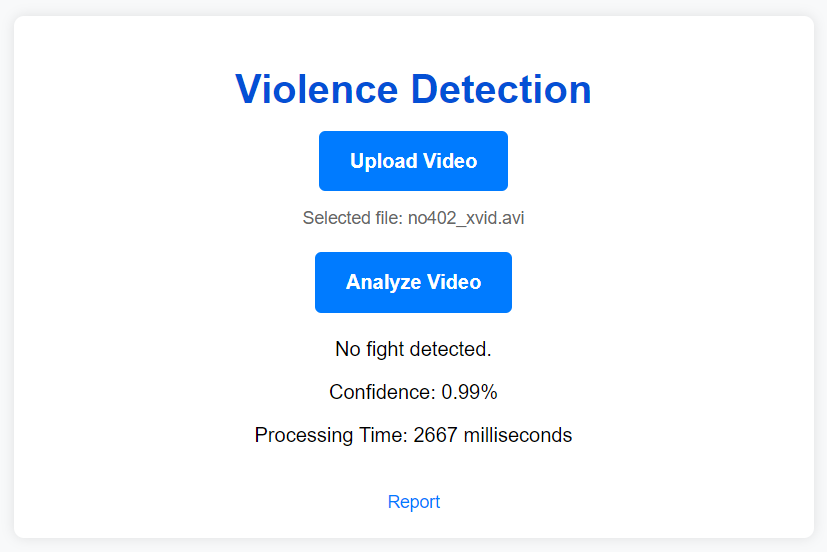 Violence Detection
Upload Video
Selected file: no402_xvid.avi
Analyze Video
No fight detected.
Confidence: 0.99%
Processing Time: 2667 milliseconds
Report